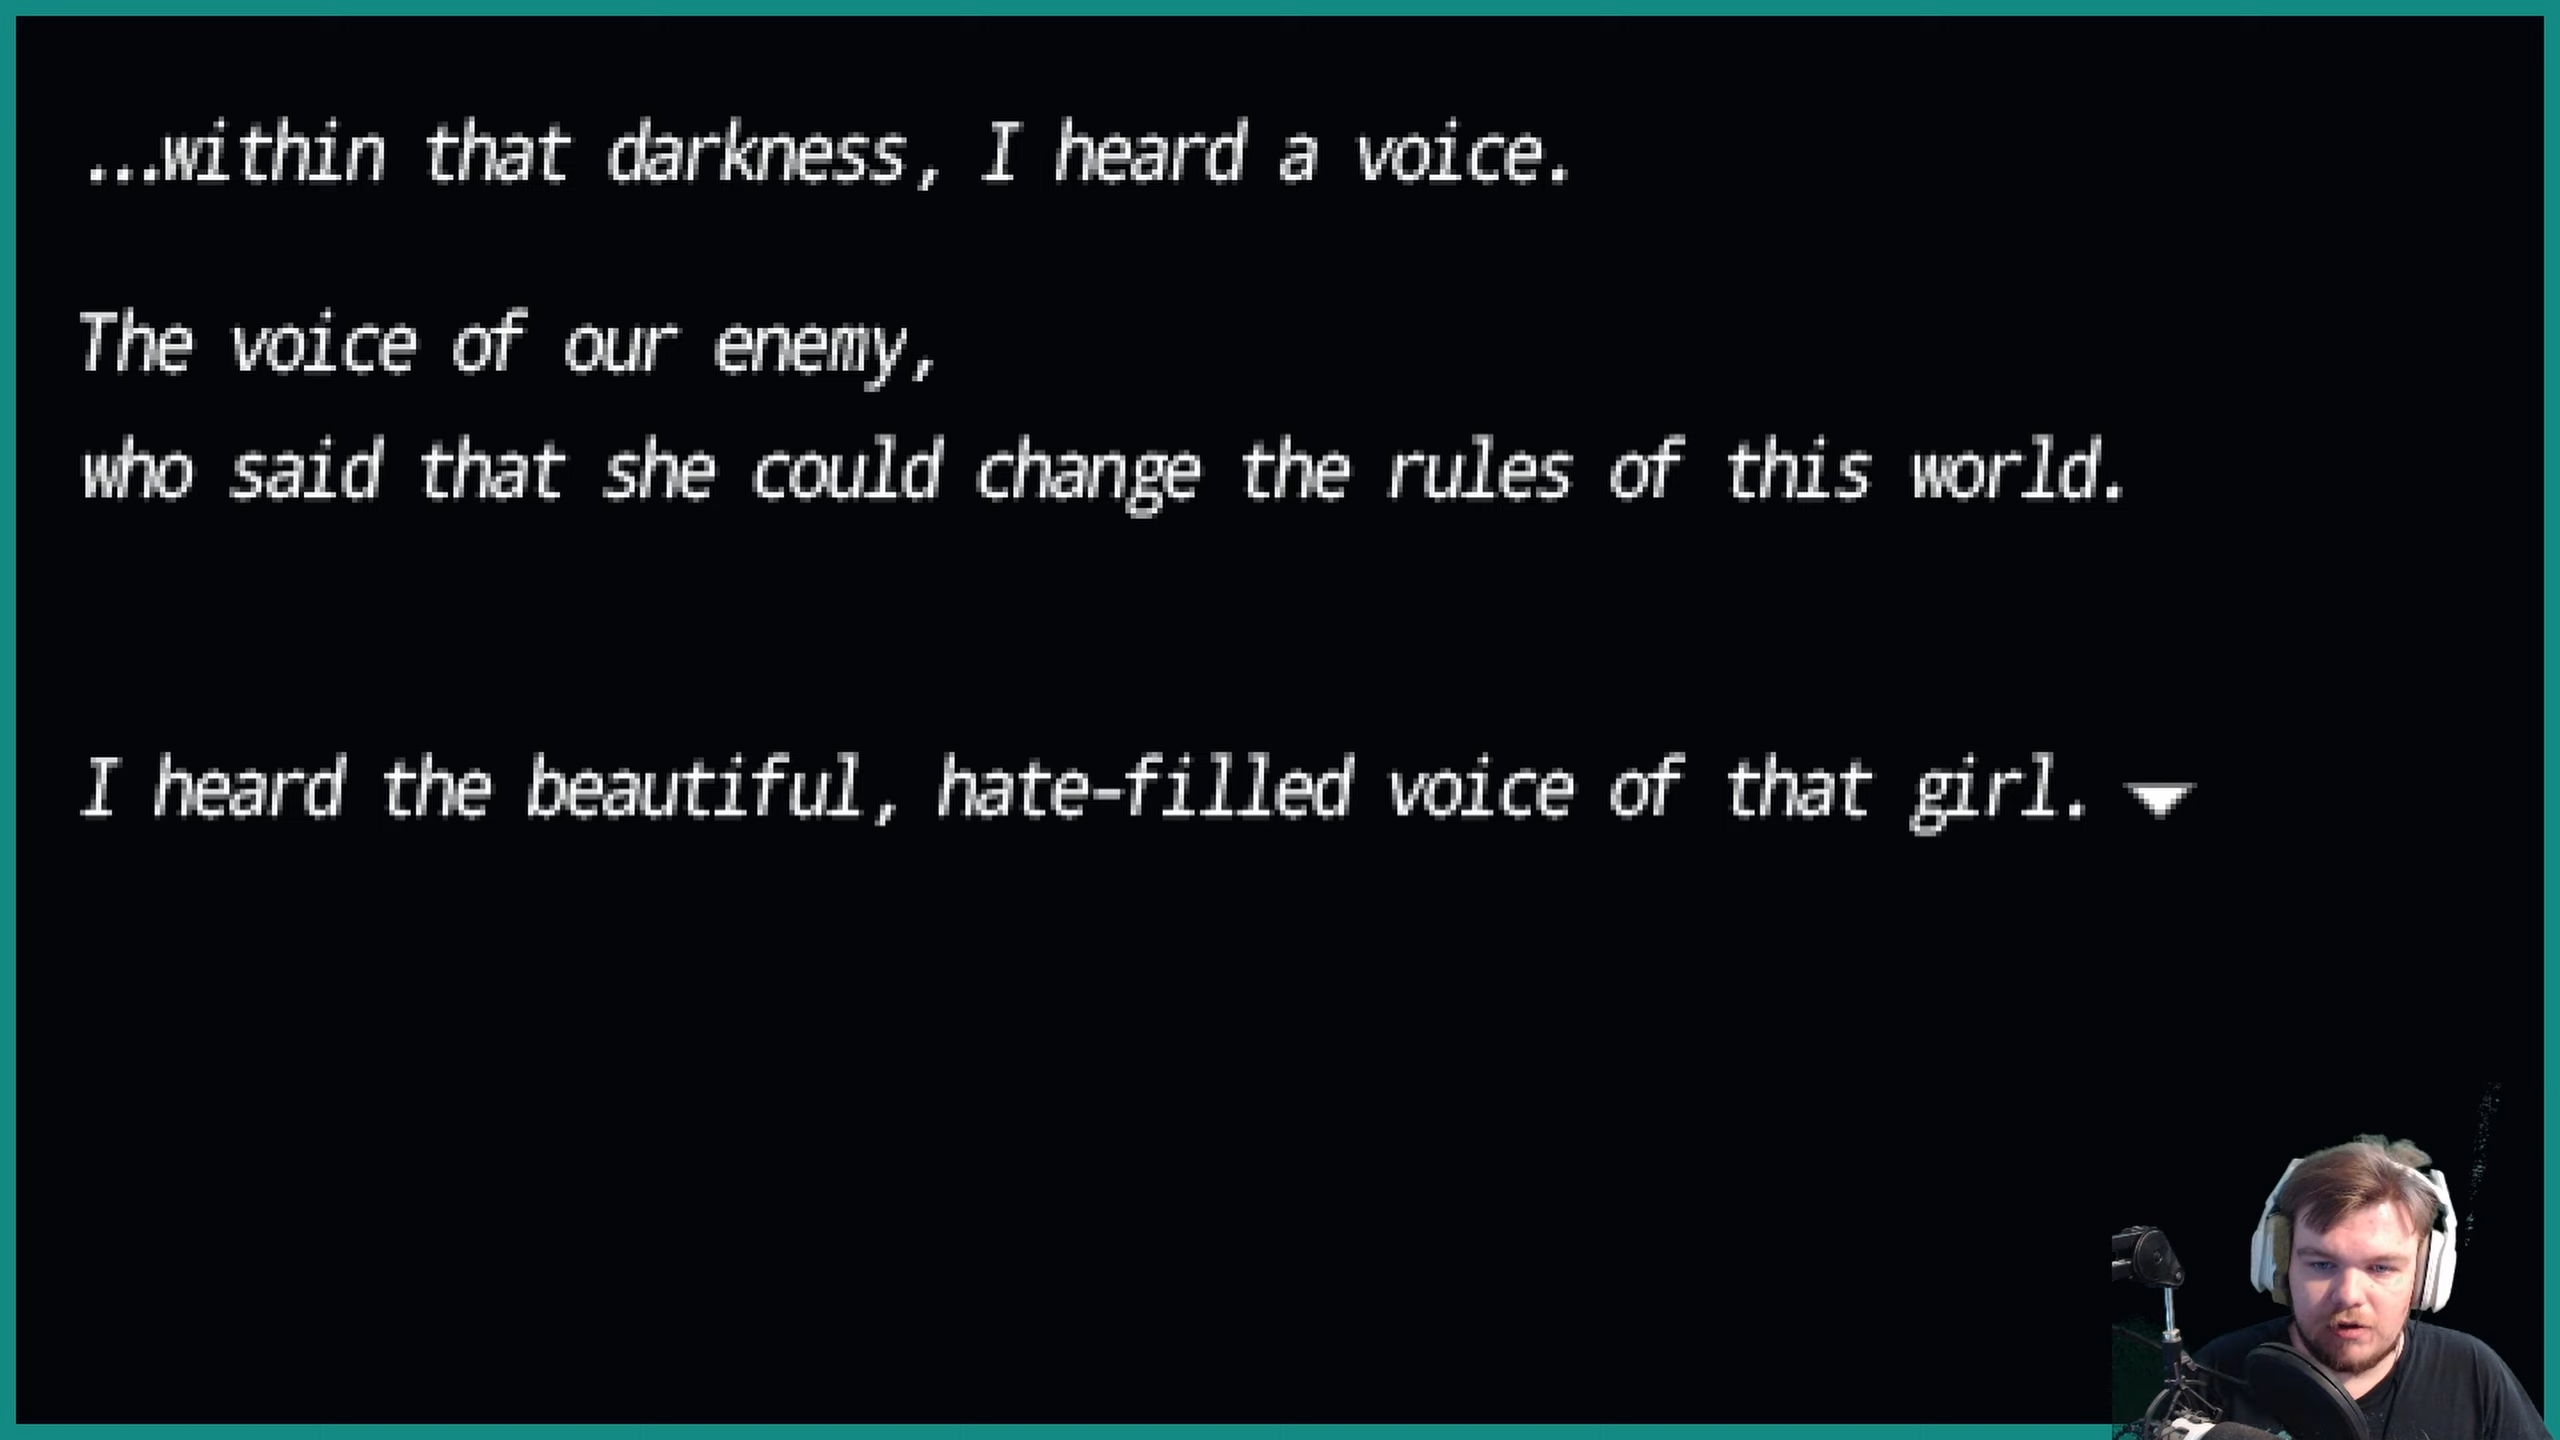 ...within that darkness, I heard a voice.
The voice of our enemy,
who said that she could change the rules of this world.
I heard the beautiful, hate-filled voice of that girl.